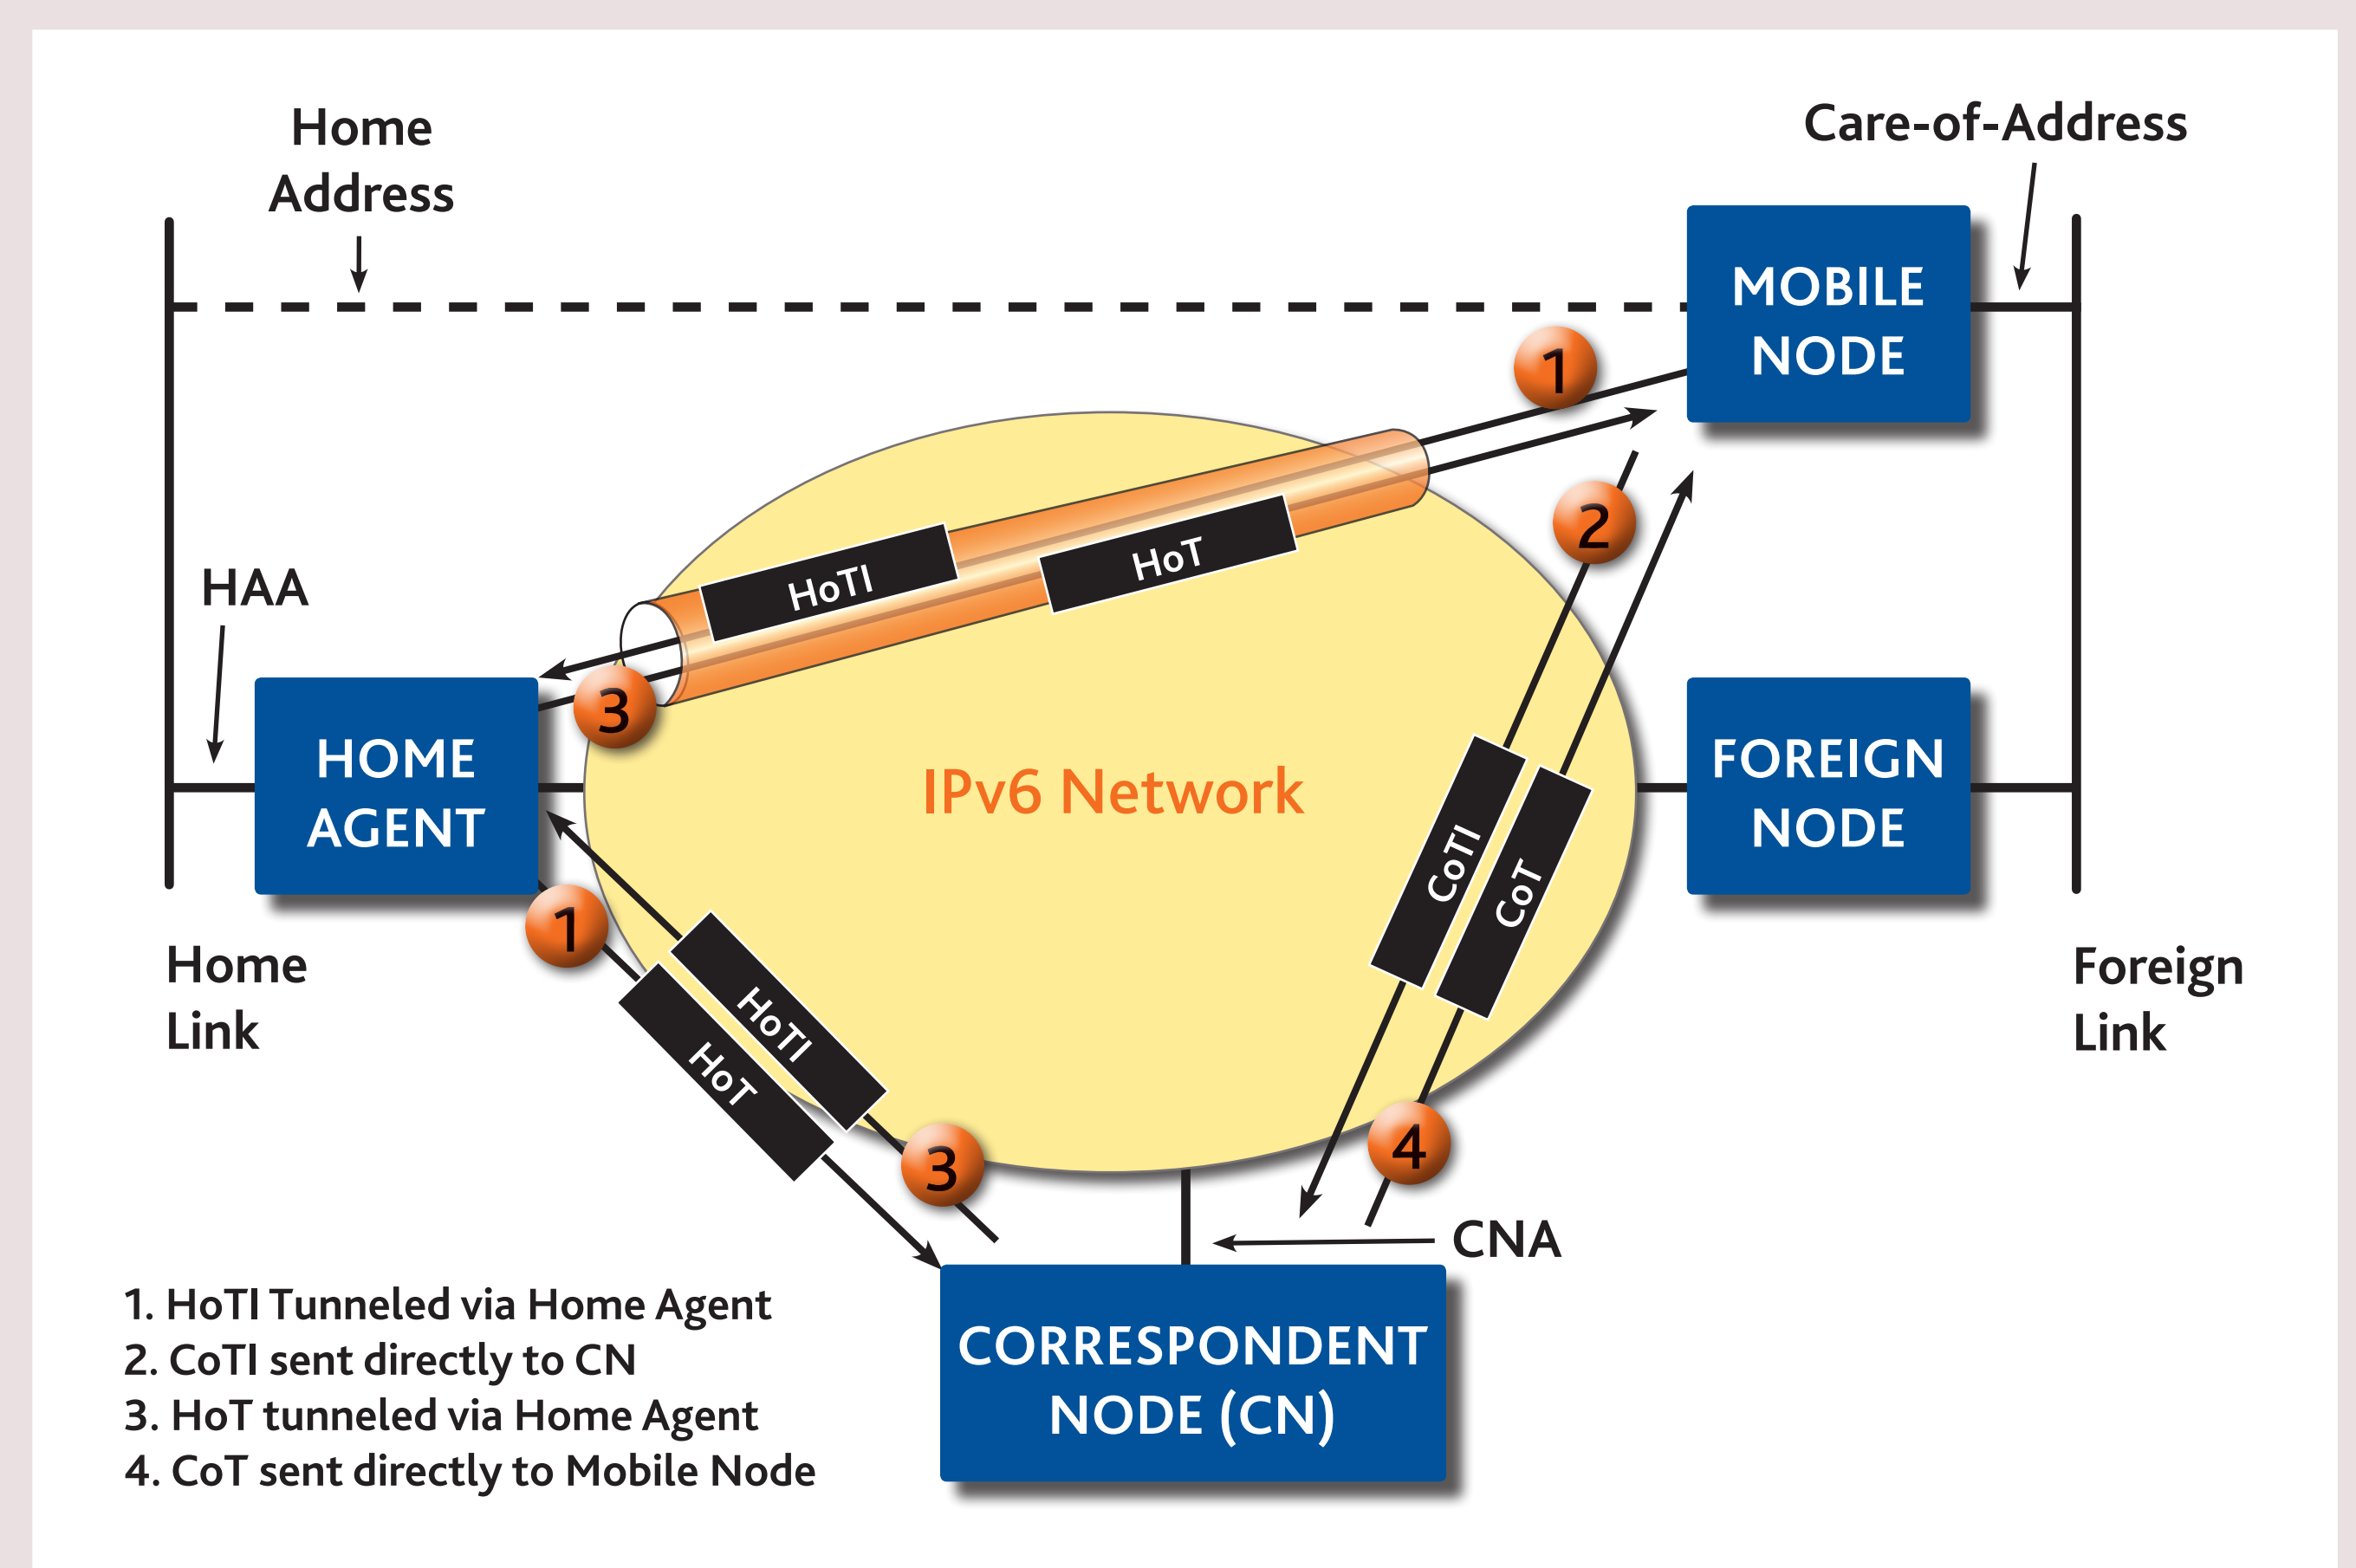 Home
Address
Care-of-Address
MOBILE
NODE
1
2
HoTI
HoT
HAA
3
HOME
AGENT
IPv6 Network
FOREIGN
NODE
CoTI
CoT
1
Home
Link
Foreign
Link
HoTI
HoT
3
4
CNA
CORRESPONDENT
NODE (CN)
1. HoTI Tunneled via Home Agent
2. CoTI sent directly to CN
3. HoT tunneled via Home Agent
4. CoT sent directly to Mobile Node